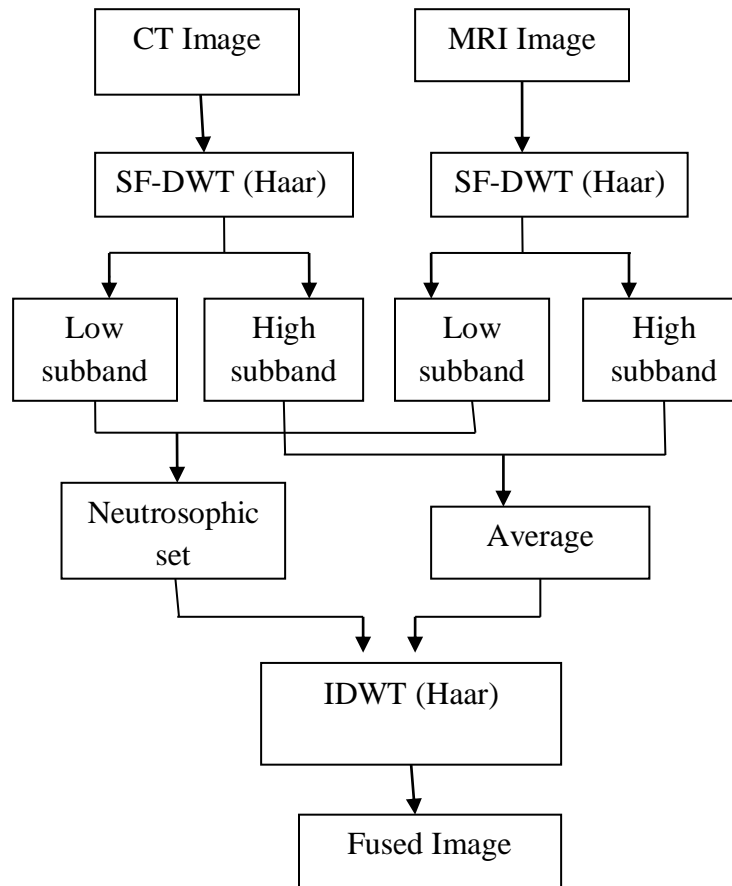 CT Image
MRI Image
SF-DWT (Haar)
SF-DWT (Haar)
Low
subband
High
subband
Low
subband
High
subband
Neutrosophic
set
Average
IDWT (Haar)
Fused Image